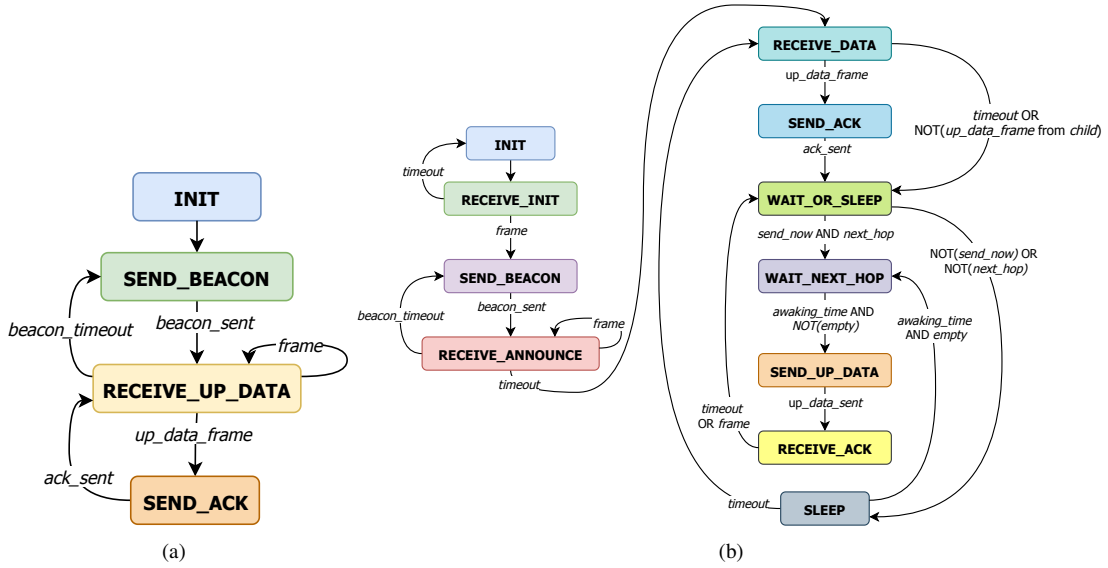 INIT
SEND_BEACON
beacon_timeout
beacon_sent
frame
RECEIVE_UP_DATA
up_data_frame
ack_sent
SEND_ACK
(a)
INIT
timeout
RECEIVE_INIT
frame
SEND_BEACON
beacon_timeout
beacon_sent
frame
RECEIVE_ANNOUNCE
timeout
RECEIVE_DATA
up_data_frame
timeout OR
NOT(up_data_frame from child)
SEND_ACK
ack_sent
WAIT_OR_SLEEP
send_now AND next_hop
NOT(send_now) OR
NOT(next_hop)
WAIT_NEXT_HOP
awaking_time AND
NOT(empty)
awaking_time
AND empty
SEND_UP_DATA
up_data_sent
timeout
OR frame
RECEIVE_ACK
timeout
SLEEP
(b)